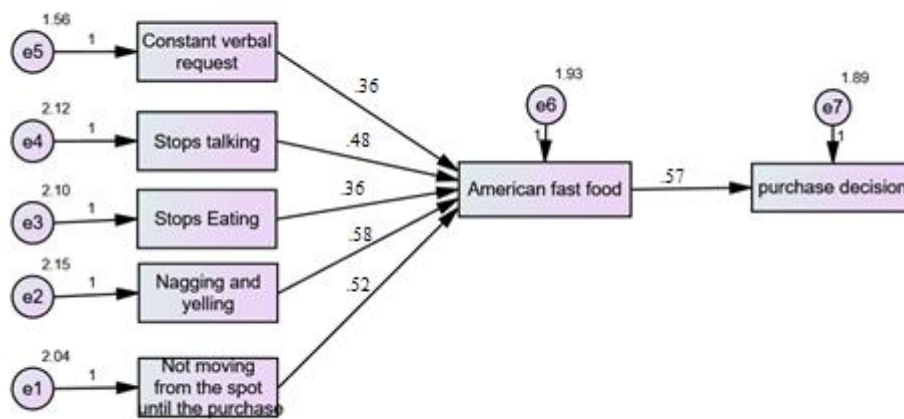 1.56
e5
1
Constant verbal
request
.36
2.12
e4
1
Stops talking
.48
2.10
e3
1
Stops Eating
.36
2.15
e2
1
Nagging and
yelling
.58
2.04
e1
1
Not moving
from the spot
until the purchase
.52
1.93
e6
1
American fast food
.57
1.89
e7
1
purchase decision